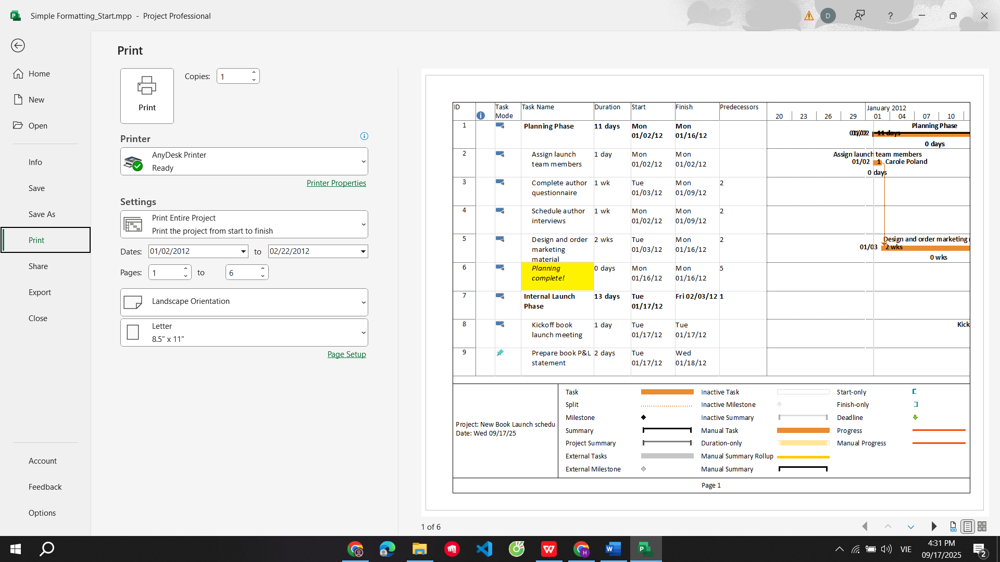 Simple Formatting_Start.mpp - Project Professional
D
?
Home
New
Open
Info
Save
Save As
Print
Share
Export
Close
Account
Feedback
Options
Print
Print
Copies: 1
Printer
AnyDesk Printer
Ready
Printer Properties
Settings
Print Entire Project
Print the project from start to finish
Dates: 01/02/2012 to 02/22/2012
Pages: 1 to 6
Landscape Orientation
Letter
8.5" x 11"
Page Setup
ID Task Mode Task Name Duration Start Finish Predecessors
January 2012
20 23 26 29 01 04 07 10
1 Planning Phase 11 days Mon 01/02/12 Mon 01/16/12
Planning Phase
01/02 11 days
0 days
2 Assign launch team members 1 day Mon 01/02/12 Mon 01/02/12
Assign launch team members
01/02 1 Carole Poland
0 days
3 Complete author questionnaire 1 wk Tue 01/03/12 Mon 01/09/12 2
4 Schedule author interviews 1 wk Mon 01/02/12 Mon 01/09/12 2
5 Design and order marketing material 2 wks Tue 01/03/12 Mon 01/16/12 2
Design and order marketing
01/03 2 wks
0 wks
6 Planning complete! 0 days Mon 01/16/12 Mon 01/16/12 5
7 Internal Launch Phase 13 days Tue 01/17/12 Fri 02/03/12 1
8 Kickoff book launch meeting 1 day Tue 01/17/12 Tue 01/17/12
Kick
9 Prepare book P&L statement 2 days Tue 01/17/12 Wed 01/18/12
Project: New Book Launch schedu
Date: Wed 09/17/25
Task Inactive Task Start-only
Split Inactive Milestone Finish-only
Milestone Inactive Summary Deadline
Summary Manual Task Progress
Project Summary Duration-only Manual Progress
External Tasks Manual Summary Rollup
External Milestone Manual Summary
Page 1
1 of 6
100
VIE
4:31 PM
09/17/2025
2